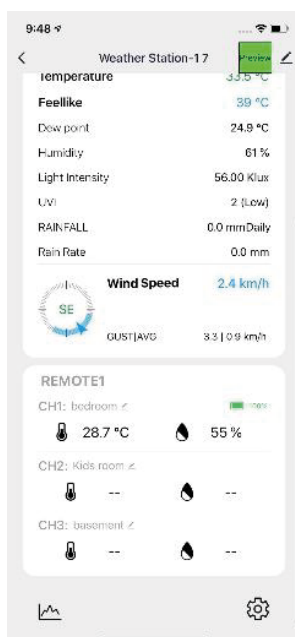 9:48
Weather Station-17 Preview
Temperature 33.5 °C
Feellike 39 °C
Dew point 24.9 °C
Humidity 61 %
Light Intensity 56.00 Klux
UVI 2 (Low)
RAINFALL 0.0 mmDaily
Rain Rate 0.0 mm
Wind Speed 2.4 km/h
SE
GUST|AVG 3.3 | 0.9 km/h
REMOTE1
CH1: bedroom 100%
28.7 °C 55 %
CH2: Kids room
-- --
CH3: basement
-- --